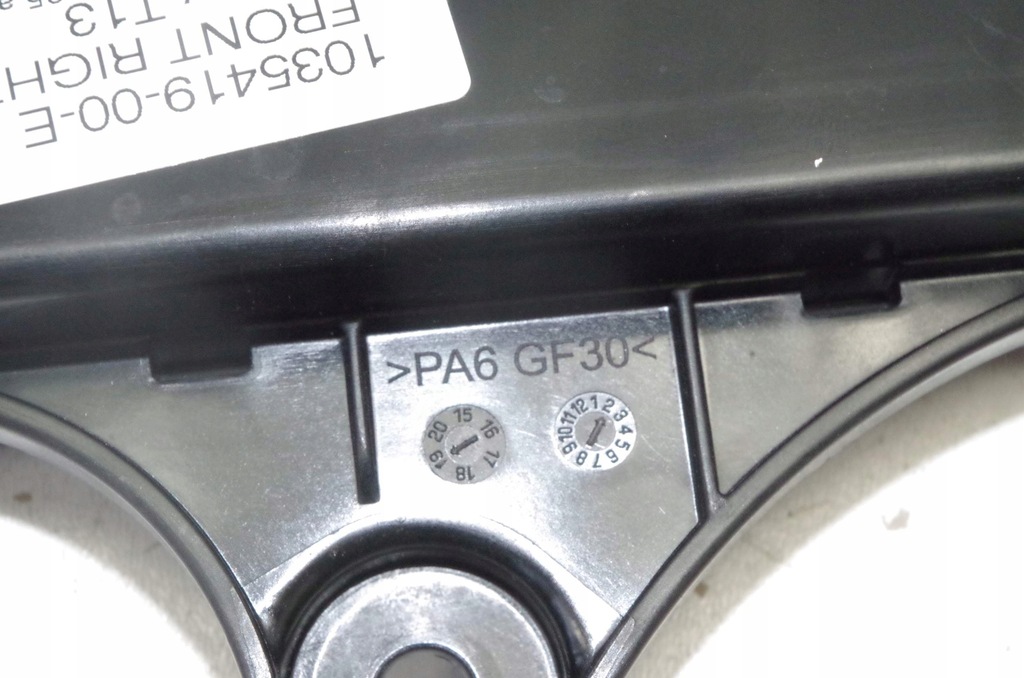 1035419-00-E
FRONT RIGH
T13
>PA6 GF30<
15 16 17 18 19 20
1 2 3 4 5 6 7 8 9 10 11 12